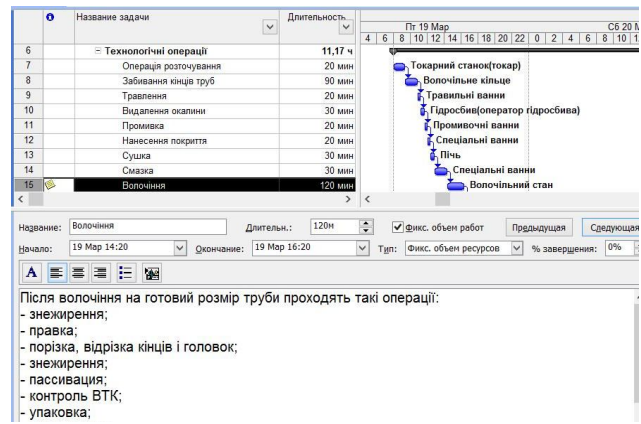 Название задачи Длительность
Пт 19 Мар Сб 20 М
4 6 8 10 12 14 16 18 20 22 0 2 4 6 8 10 1
6 Технологічні операції 11,17 ч
7 Операція розточування 20 мин Токарний станок(токар)
8 Забивання кінців труб 90 мин Волочільне кільце
9 Травлення 20 мин Травильні ванни
10 Видалення окалини 30 мин Гідросбив(оператор гідросбива)
11 Промивка 20 мин Промивочні ванни
12 Нанесення покриття 20 мин Спеціальні ванни
13 Сушка 30 мин Пічь
14 Смазка 30 мин Спеціальні ванни
15 Волочіння 120 мин Волочільний стан
Название: Волочіння Длительн.: 120м Фикс. объем работ Предыдущая Следующая
Начало: 19 Мар 14:20 Окончание: 19 Мар 16:20 Тип: Фикс. объем ресурсов % завершения: 0%
A
Після волочіння на готовий розмір труби проходять такі операції:
- знежирення;
- правка;
- порізка, відрізка кінців і головок;
- знежирення;
- пассивация;
- контроль ВТК;
- упаковка;